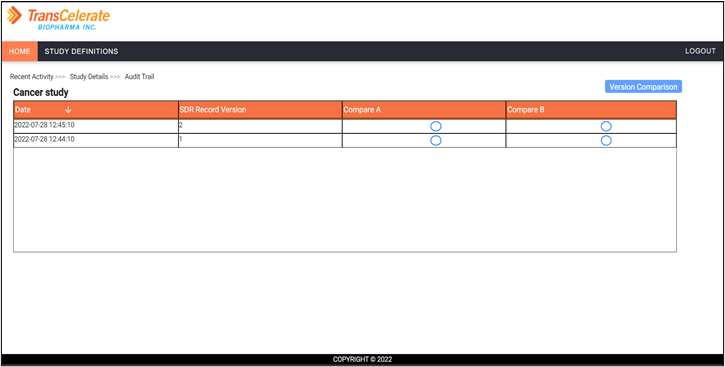 TransCelerate
BIOPHARMA INC.
HOME STUDY DEFINITIONS LOGOUT
Recent Activity >>> Study Details >>> Audit Trail
Cancer study
Version Comparison
Date ↓ SDR Record Version Compare A Compare B
2022-07-28 12:45:10 2
2022-07-28 12:44:10 1
COPYRIGHT © 2022